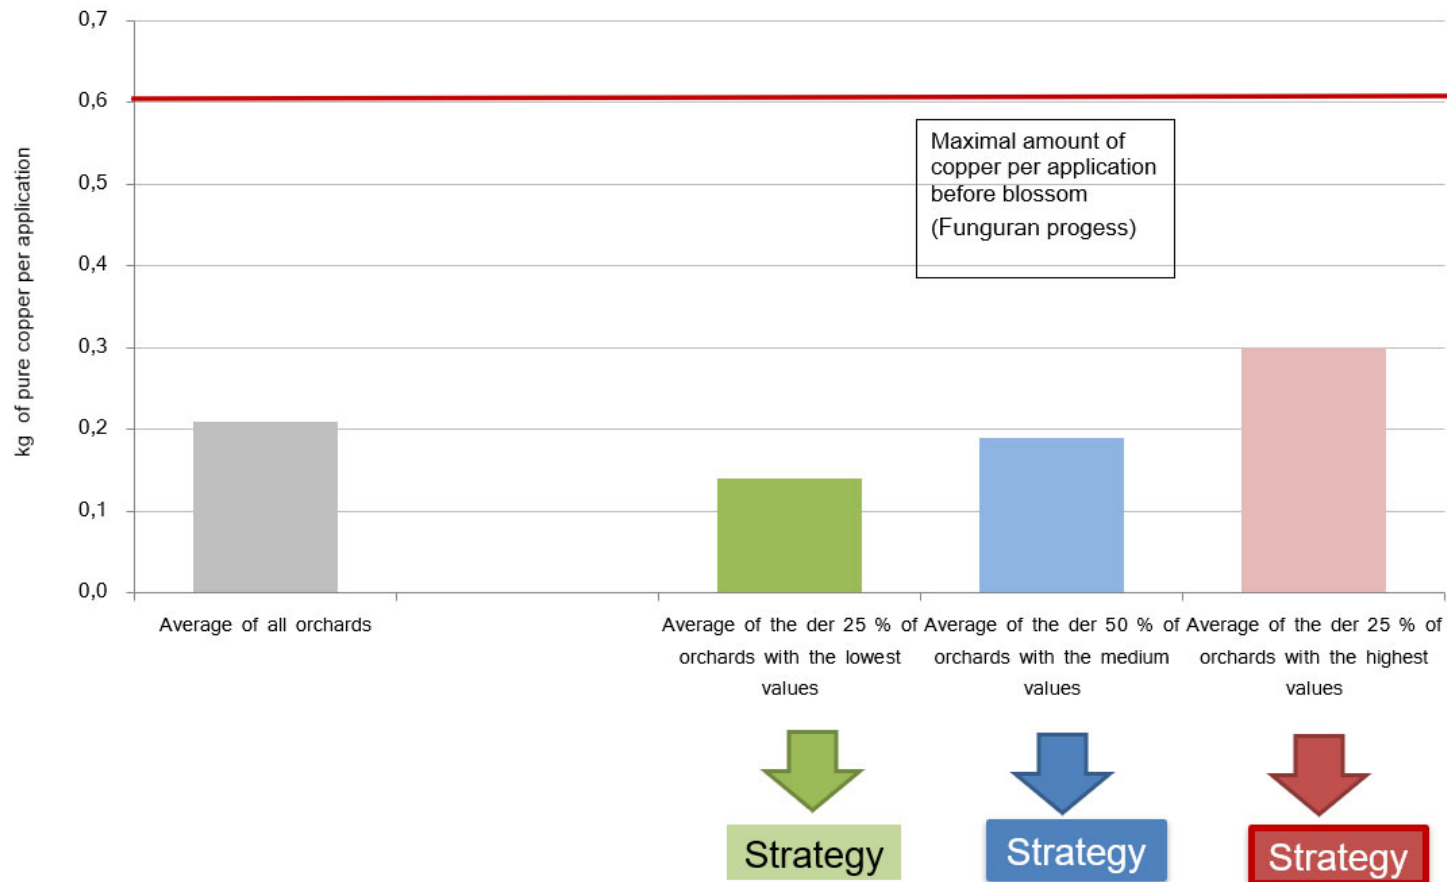 0,7
0,6
0,5
0,4
0,3
0,2
0,1
0,0
kg of pure copper per application
Maximal amount of
copper per application
before blossom
(Funguran progess)
Average of all orchards
Average of the der 25 % of
orchards with the lowest
values
Average of the der 50 % of
orchards with the medium
values
Average of the der 25 % of
orchards with the highest
values
Strategy
Strategy
Strategy